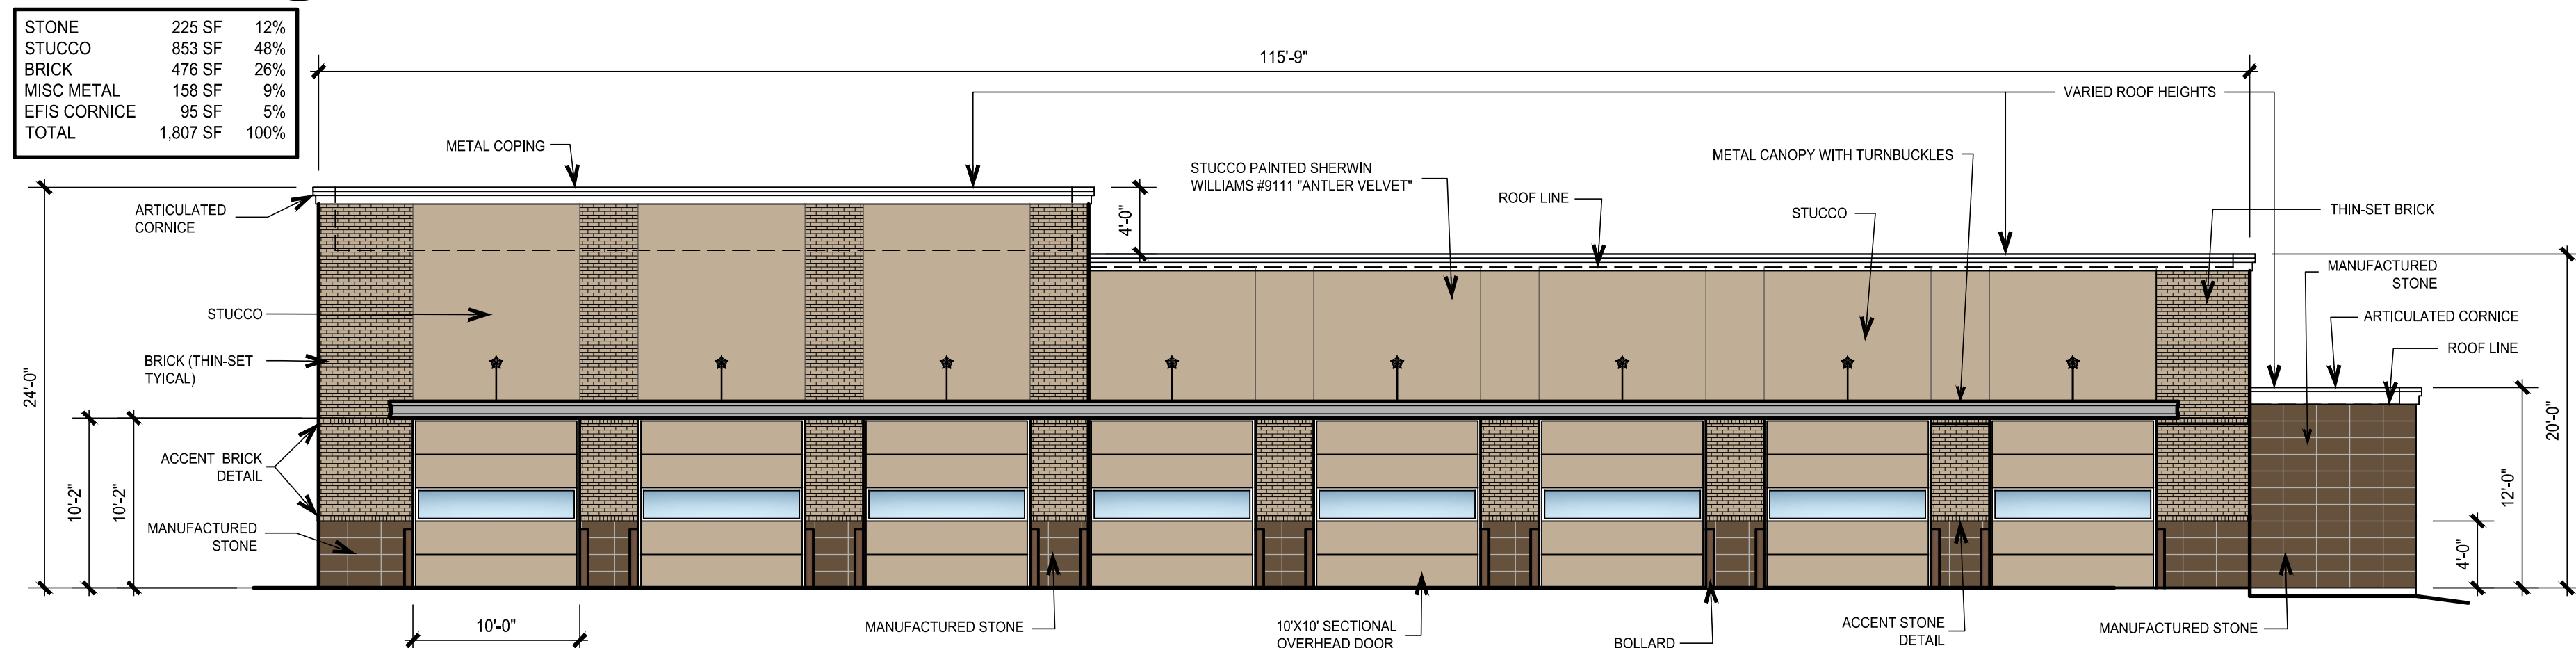 STONE 225 SF 12%
STUCCO 853 SF 48%
BRICK 476 SF 26%
MISC METAL 158 SF 9%
EFIS CORNICE 95 SF 5%
TOTAL 1,807 SF 100%
115'-9"
VARIED ROOF HEIGHTS
METAL COPING
STUCCO PAINTED SHERWIN
WILLIAMS #9111 "ANTLER VELVET"
METAL CANOPY WITH TURNBUCKLES
ROOF LINE
STUCCO
THIN-SET BRICK
ARTICULATED
CORNICE
4'-0"
MANUFACTURED
STONE
STUCCO
ARTICULATED CORNICE
ROOF LINE
BRICK (THIN-SET
TYICAL)
24'-0"
20'-0"
ACCENT BRICK
DETAIL
10'-2"
10'-2"
12'-0"
4'-0"
MANUFACTURED
STONE
10'-0"
MANUFACTURED STONE
10'X10' SECTIONAL
OVERHEAD DOOR
BOLLARD
ACCENT STONE
DETAIL
MANUFACTURED STONE